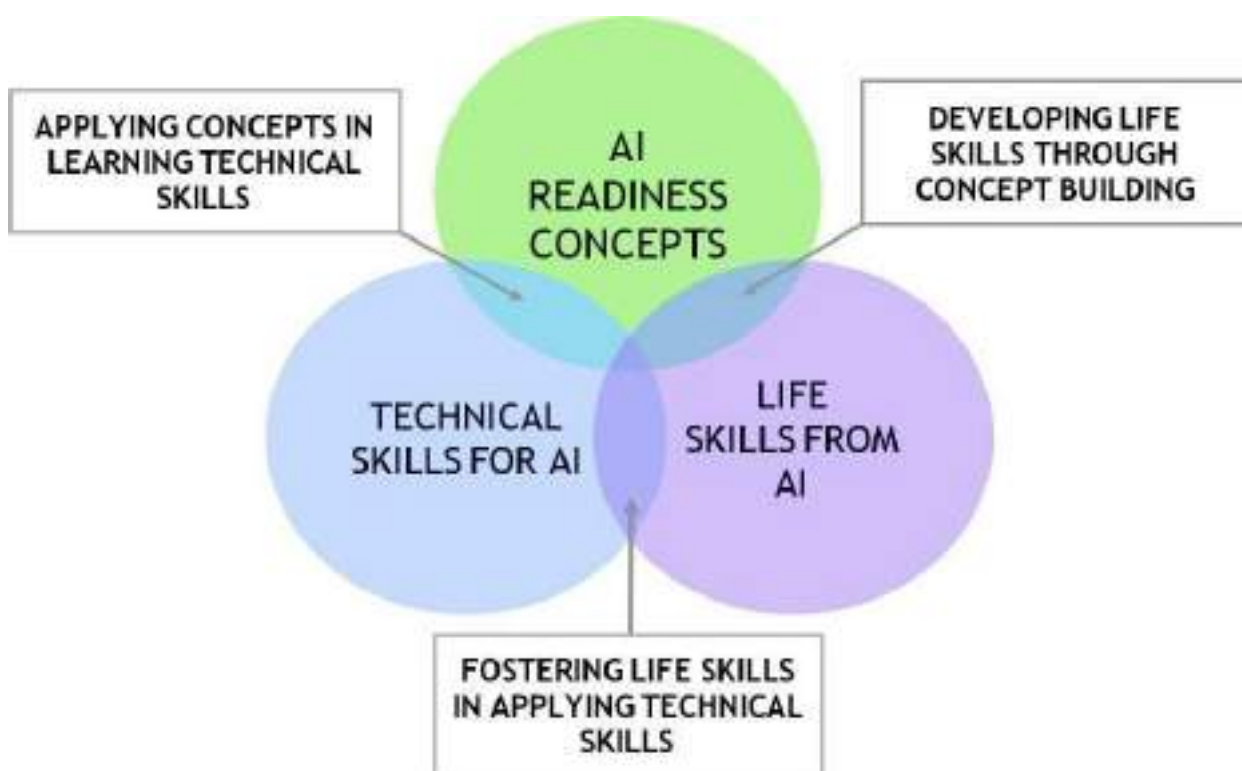 APPLYING CONCEPTS IN
LEARNING TECHNICAL
SKILLS
AI
READINESS
CONCEPTS
DEVELOPING LIFE
SKILLS THROUGH
CONCEPT BUILDING
TECHNICAL
SKILLS FOR AI
LIFE
SKILLS FROM
AI
FOSTERING LIFE SKILLS
IN APPLYING TECHNICAL
SKILLS